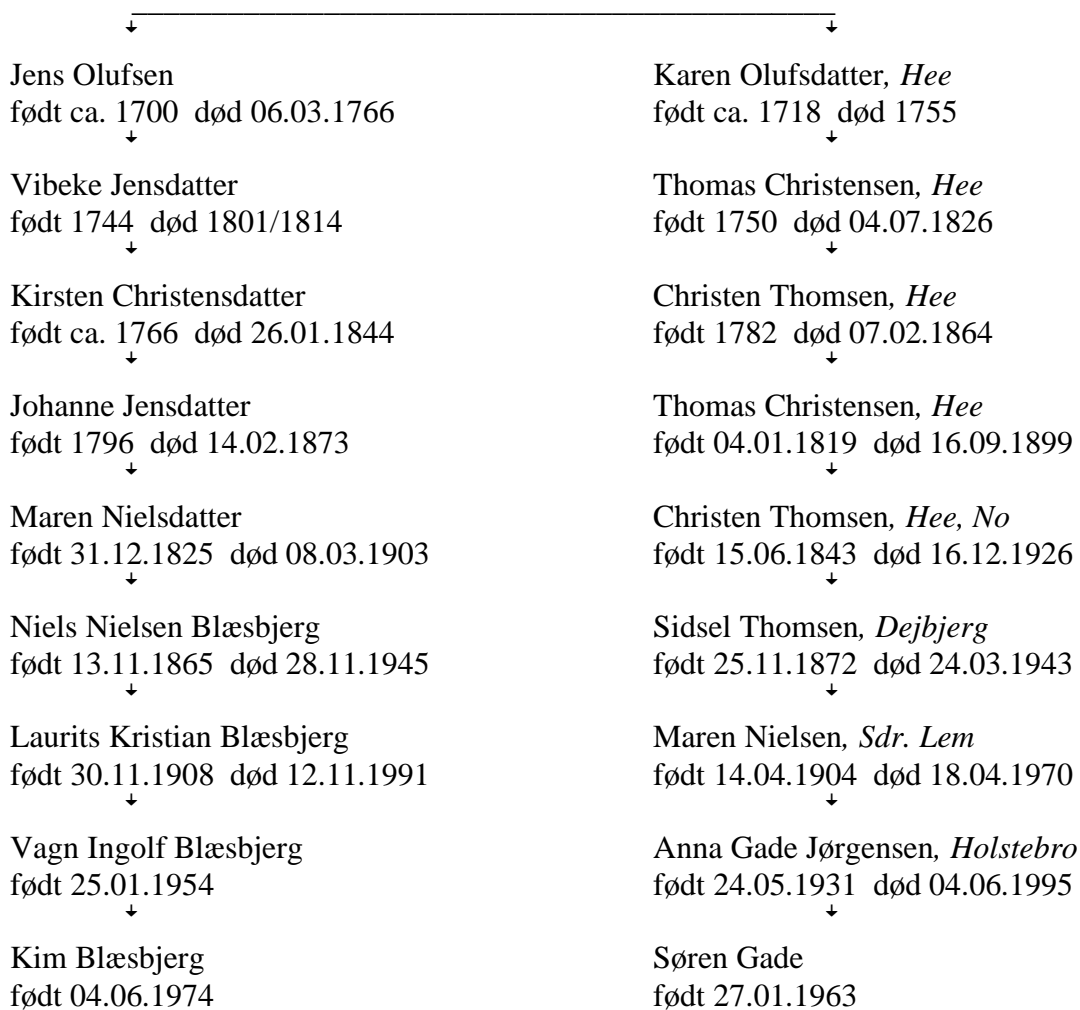 Jens Olufsen
født ca. 1700 død 06.03.1766
Vibeke Jensdatter
født 1744 død 1801/1814
Kirsten Christensdatter
født ca. 1766 død 26.01.1844
Johanne Jensdatter
født 1796 død 14.02.1873
Maren Nielsdatter
født 31.12.1825 død 08.03.1903
Niels Nielsen Blæsbjerg
født 13.11.1865 død 28.11.1945
Laurits Kristian Blæsbjerg
født 30.11.1908 død 12.11.1991
Vagn Ingolf Blæsbjerg
født 25.01.1954
Kim Blæsbjerg
født 04.06.1974
Karen Olufsdatter, Hee
født ca. 1718 død 1755
Thomas Christensen, Hee
født 1750 død 04.07.1826
Christen Thomsen, Hee
født 1782 død 07.02.1864
Thomas Christensen, Hee
født 04.01.1819 død 16.09.1899
Christen Thomsen, Hee, No
født 15.06.1843 død 16.12.1926
Sidsel Thomsen, Dejbjerg
født 25.11.1872 død 24.03.1943
Maren Nielsen, Sdr. Lem
født 14.04.1904 død 18.04.1970
Anna Gade Jørgensen, Holstebro
født 24.05.1931 død 04.06.1995
Søren Gade
født 27.01.1963